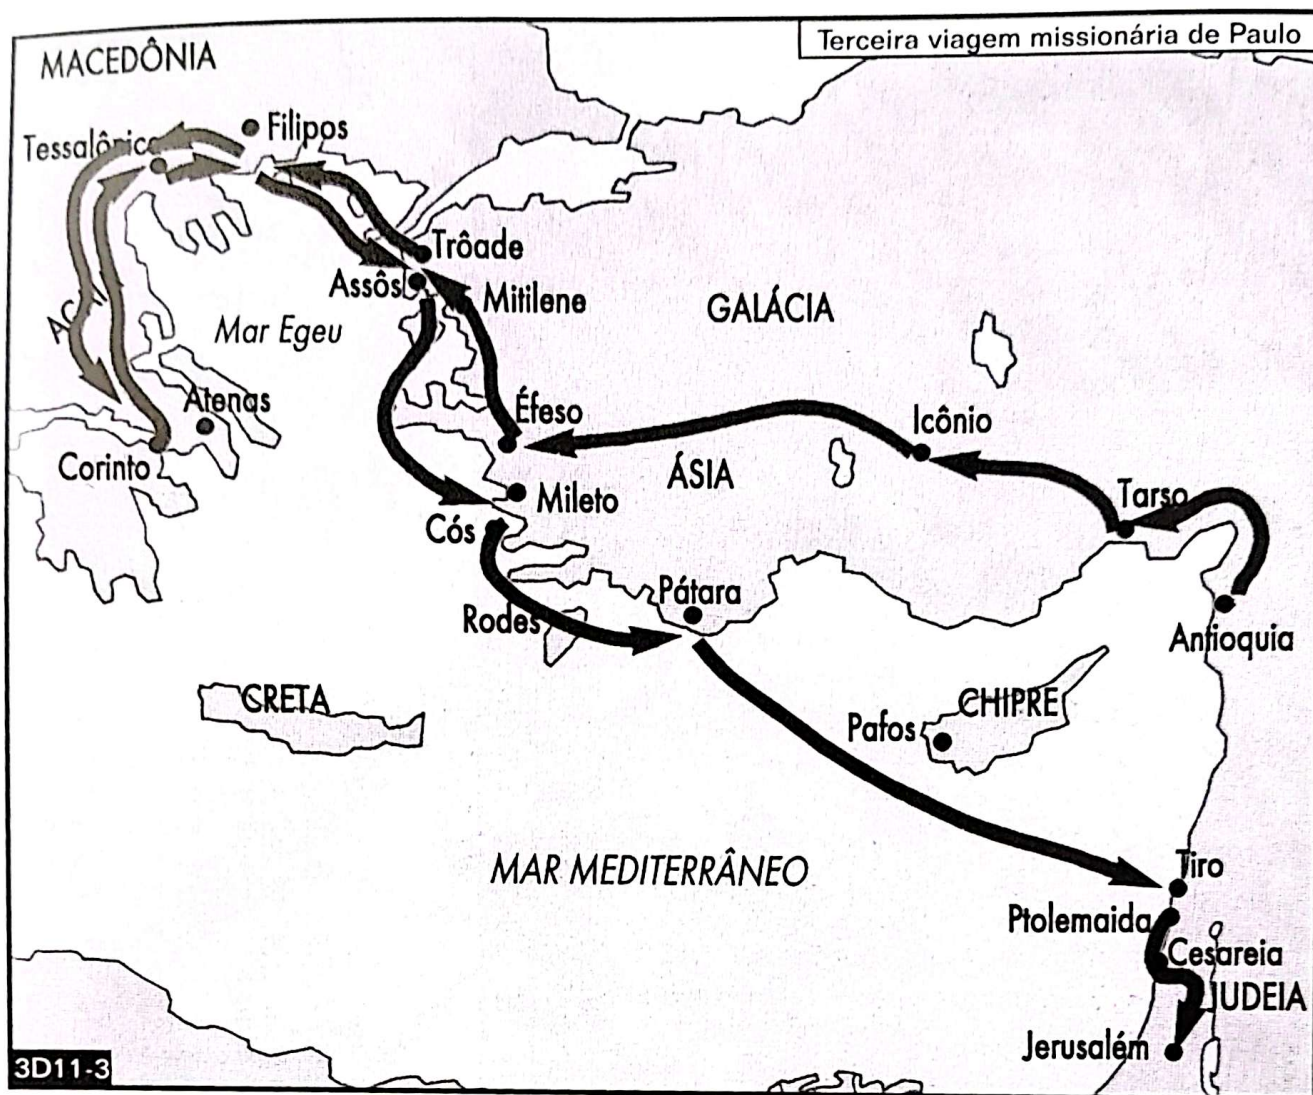 Terceira viagem missionária de Paulo
MACEDÔNIA
Filipos
Tessalônica
Trôade
Assôs
Mitilene
GALÁCIA
Mar Egeu
Atenas
Éfeso
Icônio
Corinto
ÁSIA
Mileto
Tarso
Cós
Pátara
Rodes
Antioquia
CRETA
CHIPRE
Pafos
MAR MEDITERRÂNEO
Tiro
Ptolemaida
Cesareia
JUDEIA
Jerusalém
3D11-3